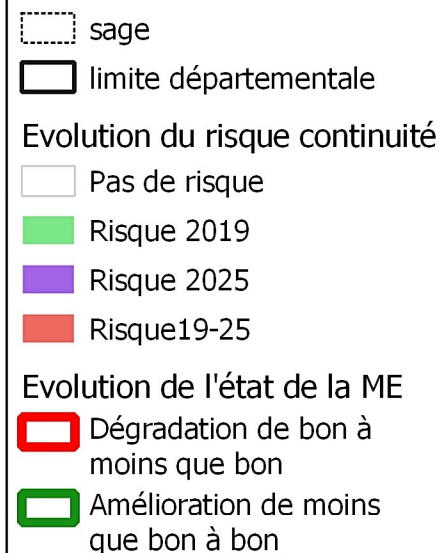 sage
limite départementale
Evolution du risque continuité
Pas de risque
Risque 2019
Risque 2025
Risque19-25
Evolution de l'état de la ME
Dégradation de bon à
moins que bon
Amélioration de moins
que bon à bon